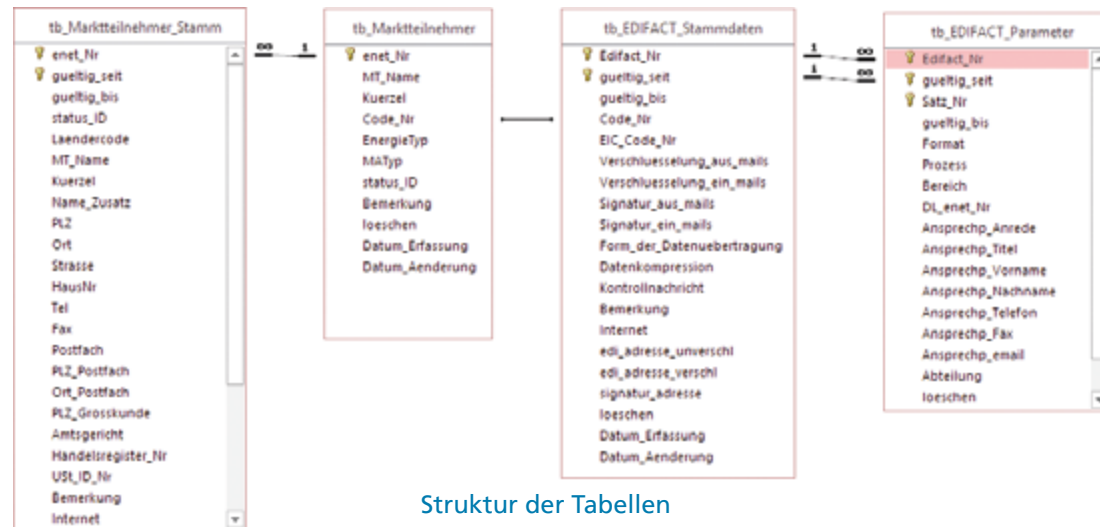 tb_Marktteilnehmer_Stamm
enet_Nr
gueltig_seit
gueltig_bis
status_ID
Laendercode
MT_Name
Kuerzel
Name_Zusatz
PLZ
Ort
Strasse
HausNr
Tel
Fax
Postfach
PLZ_Postfach
Ort_Postfach
PLZ_Grosskunde
Amtsgericht
Handelsregister_Nr
USt_ID_Nr
Bemerkung
Internet
∞ 1
tb_Marktteilnehmer
enet_Nr
MT_Name
Kuerzel
Code_Nr
EnergieTyp
MATyp
status_ID
Bemerkung
loeschen
Datum_Erfassung
Datum_Aenderung
tb_EDIFACT_Stammdaten
Edifact_Nr
gueltig_seit
gueltig_bis
Code_Nr
EIC_Code_Nr
Verschluesselung_aus_mails
Verschluesselung_ein_mails
Signatur_aus_mails
Signatur_ein_mails
Form_der_Datenuebertragung
Datenkompression
Kontrollnachricht
Bemerkung
Internet
edi_adresse_unverschl
edi_adresse_verschl
signatur_adresse
loeschen
Datum_Erfassung
Datum_Aenderung
1 ∞
1 ∞
tb_EDIFACT_Parameter
Edifact_Nr
gueltig_seit
Satz_Nr
gueltig_bis
Format
Prozess
Bereich
DL_enet_Nr
Ansprechp_Anrede
Ansprechp_Titel
Ansprechp_Vorname
Ansprechp_Nachname
Ansprechp_Telefon
Ansprechp_Fax
Ansprechp_email
Abteilung
loeschen
Struktur der Tabellen